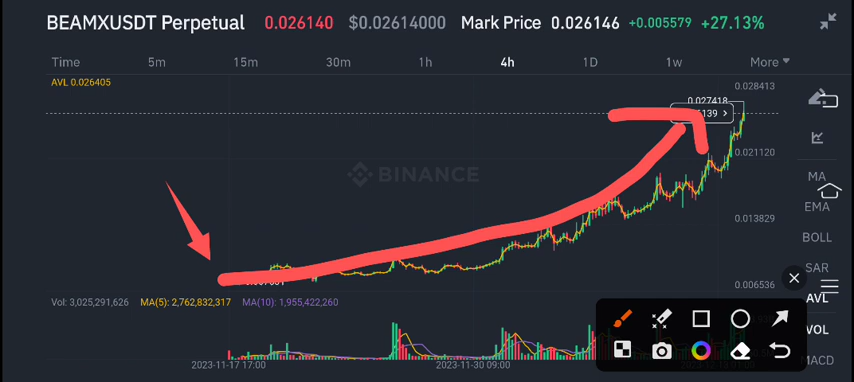 BEAMXUSDT Perpetual 0.026140 $0.02614000 Mark Price 0.026146 +0.005579 +27.13%
Time 5m 15m 30m 1h 4h 1D 1w More
AVL 0.026405
0.028413
0.027418
139 >
0.021120
BINANCE
MA
EMA
0.013829
BOLL
SAR
0.006536
AVL
Vol: 3,025,291,626 MA(5): 2,762,832,317 MA(10): 1,955,422,260
VOL
MACD
2023-11-17 17:00 2023-11-30 09:00